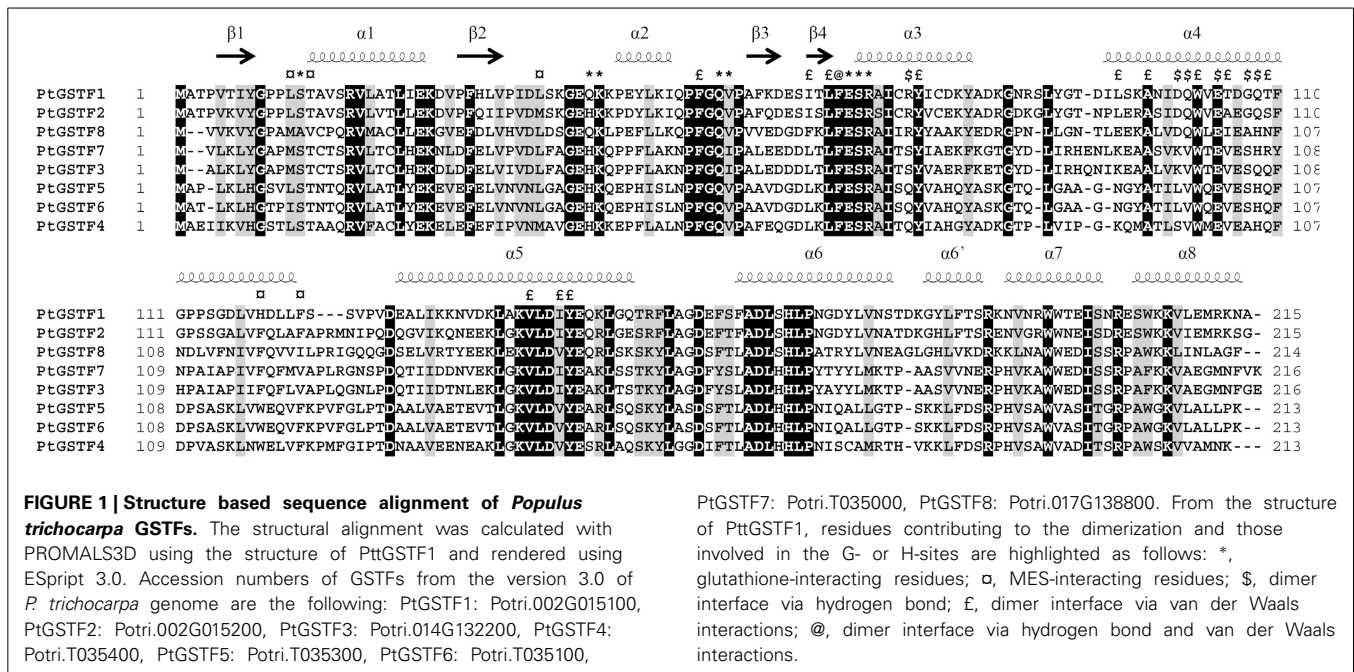 β1 α1 β2 α2 β3 β4 α3 α4
¤*¤ ¤ ** £ ** £ £@*** $£ £ £ $$£ $£ $$£
PtGSTF1 1 MATPVTIYGPPLSTAVSRVLATLIEKDVPFHLVPIDLSKGEQKKPEYLKIQPFGQVPAFKDESITLFESRAICRYICDKYADKGNRSLYGT-DILSKANIDQWVETDGQTF 110
PtGSTF2 1 MATPVKVYGPPLSTAVSRVLVTLLEKDVPFQIIPVDMSKGEHKKPDYLKIQPFGQVPAFQDESISLFESRSICRYVCEKYADRGDKGLYGT-NPLERASIDQWVEAEGQSF 110
PtGSTF8 1 M--VVKVYGPAMAVCPQRVMACLLEKGVEFDLVHVDLDSGEQKLPEFLLKQPFGQVPVVEDGDFKLFESRAIIRYYAAKYEDRGPN-LLGN-TLEEKALVDQWLEIEAHNF 107
PtGSTF7 1 M--VLKLYGAPMSTCTSRVLTCLHEKNLDFELVPVDLFAGEHKQPPFLAKNPFGQVPALEEDDLTLFESRAITSYIAEKFKGTGYD-LIRHENLKEAASVKVWTEVESHRY 108
PtGSTF3 1 M--ALKLYGAPMSTCTSRVLTCLHEKNLDFELVIVDLFAGEHKQPPFLAKNPFGQIPALEDDDLTLFESRAITSYVAERFKETGYD-LIRHQNIKEAALVKVWTEVESQQF 108
PtGSTF5 1 MAP-LKLHGSVLSTNTQRVLATLYEKEVEFELVNVNLGAGEHKQEPHISLNPFGQVPAAVDGDLKLFESRAISQYVAHQYASKGTQ-LGAA-G-NGYATILVWQEVESHQF 107
PtGSTF6 1 MAT-LKLHGTPISTNTQRVLATLYEKEVEFELVNVNLGAGEHKQEPHISLNPFGQVPAAVDGDLKLFESRAISQYVAHQYASKGTQ-LGAA-G-NGYATILVWQEVESHQF 107
PtGSTF4 1 MAEIIKVHGSTLSTAAQRVFACLYEKELEFEFIPVNMAVGEHKKEPFLALNPFGQVPAFEQGDLKLFESRAITQYIAHGYADKGTP-LVIP-G-KQMATLSVWMEVEAHQF 107
α5 α6 α6’ α7 α8
¤ ¤ £ ££
PtGSTF1 111 GPPSGDLVHDLLFS---SVPVDEALIKKNVDKLAKVLDIYEQKLGQTRFLAGDEFSFADLSHLPNGDYLVNSTDKGYLFTSRKNVNRWWTEISNRESWKKVLEMRKNA- 215
PtGSTF2 111 GPSSGALVFQLAFAPRMNIPQDQGVIKQNEEKLGKVLDIYEQRLGESRFLAGDEFTFADLSHLPNGDYLVNATDKGHLFTSRENVGRWWNEISDRESWKKVIEMRKSG- 215
PtGSTF8 108 NDLVFNIVFQVVILPRIGQQGDSELVRTYEEKLEKVLDVYEQRLSKSKYLAGDSFTLADLSHLPATRYLVNEAGLGHLVKDRKKLNAWWEDISSRPAWKKLINLAGF-- 214
PtGSTF7 109 NPAIAPIVFQFMVAPLRGNSPDQTIIDDNVEKLGKVLDIYEAKLSSTKYLAGDFYSLADLHHLPYTYYLMKTP-AASVVNERPHVKAWWEDISSRPAFKKVAEGMNFVK 216
PtGSTF3 109 HPAIAPIIFQFLVAPLQGNLPDQTIIDTNLEKLGKVLDIYEAKLTSTKYLAGDFYSLADLHHLPYAYYLMKTP-AASVVNERPHVKAWWEDISSRPAFKKVAEGMNFGE 216
PtGSTF5 108 DPSASKLVWEQVFKPVFGLPTDAALVAETEVTLGKVLDVYEARLSQSKYLASDSFTLADLHHLPNIQALLGTP-SKKLFDSRPHVSAWVASITGRPAWGKVLALLPK-- 213
PtGSTF6 108 DPSASKLVWEQVFKPVFGLPTDAALVAETEVTLGKVLDVYEARLSQSKYLASDSFTLADLHHLPNIQALLGTP-SKKLFDSRPHVSAWVASITGRPAWGKVLALLPK-- 213
PtGSTF4 109 DPVASKLNWELVFKPMFGIPTDNAAVEENEAKLGKVLDVYESRLAQSKYLGGDIFTLADLHHLPNISCAMRTH-VKKLFDSRPHVSAWVADITSRPAWSKVVAMNK--- 213
FIGURE 1 | Structure based sequence alignment of Populus
trichocarpa GSTFs. The structural alignment was calculated with
PROMALS3D using the structure of PttGSTF1 and rendered using
ESpript 3.0. Accession numbers of GSTFs from the version 3.0 of
P. trichocarpa genome are the following: PtGSTF1: Potri.002G015100,
PtGSTF2: Potri.002G015200, PtGSTF3: Potri.014G132200, PtGSTF4:
Potri.T035400, PtGSTF5: Potri.T035300, PtGSTF6: Potri.T035100,
PtGSTF7: Potri.T035000, PtGSTF8: Potri.017G138800. From the structure
of PttGSTF1, residues contributing to the dimerization and those
involved in the G- or H-sites are highlighted as follows: *,
glutathione-interacting residues; ¤, MES-interacting residues; $, dimer
interface via hydrogen bond; £, dimer interface via van der Waals
interactions; @, dimer interface via hydrogen bond and van der Waals
interactions.